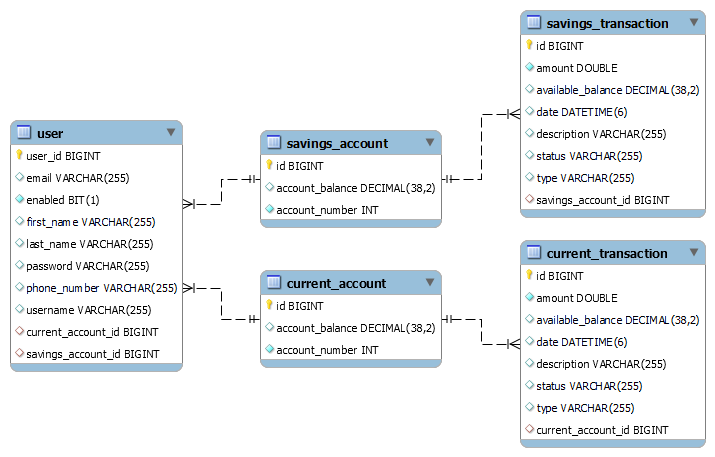 user
user_id BIGINT
email VARCHAR(255)
enabled BIT(1)
first_name VARCHAR(255)
last_name VARCHAR(255)
password VARCHAR(255)
phone_number VARCHAR(255)
username VARCHAR(255)
current_account_id BIGINT
savings_account_id BIGINT
savings_account
id BIGINT
account_balance DECIMAL(38,2)
account_number INT
current_account
id BIGINT
account_balance DECIMAL(38,2)
account_number INT
savings_transaction
id BIGINT
amount DOUBLE
available_balance DECIMAL(38,2)
date DATETIME(6)
description VARCHAR(255)
status VARCHAR(255)
type VARCHAR(255)
savings_account_id BIGINT
current_transaction
id BIGINT
amount DOUBLE
available_balance DECIMAL(38,2)
date DATETIME(6)
description VARCHAR(255)
status VARCHAR(255)
type VARCHAR(255)
current_account_id BIGINT